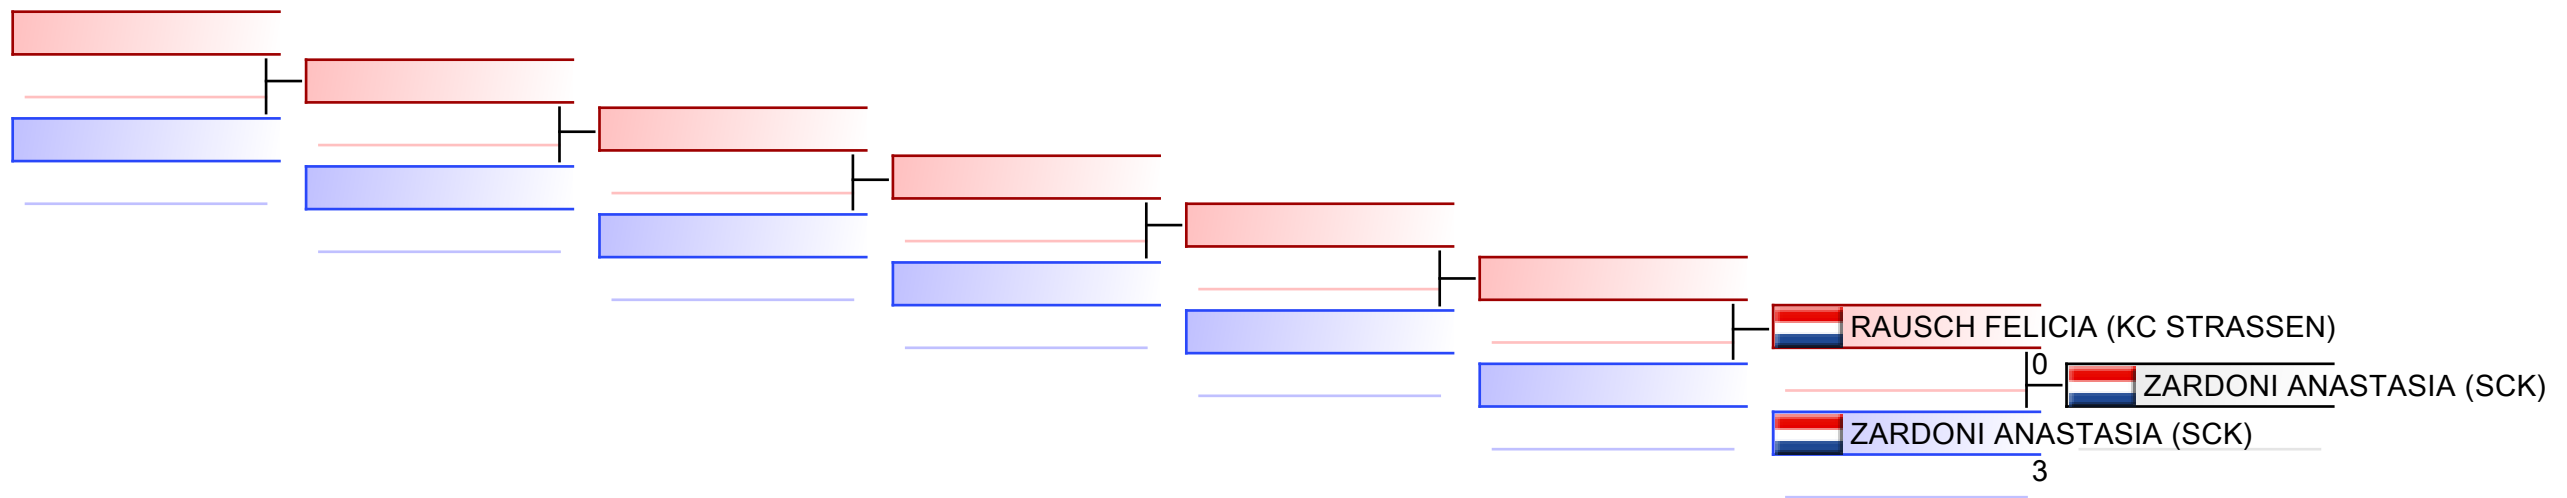 RAUSCH FELICIA (KC STRASSEN)
0
ZARDONI ANASTASIA (SCK)
ZARDONI ANASTASIA (SCK)
3